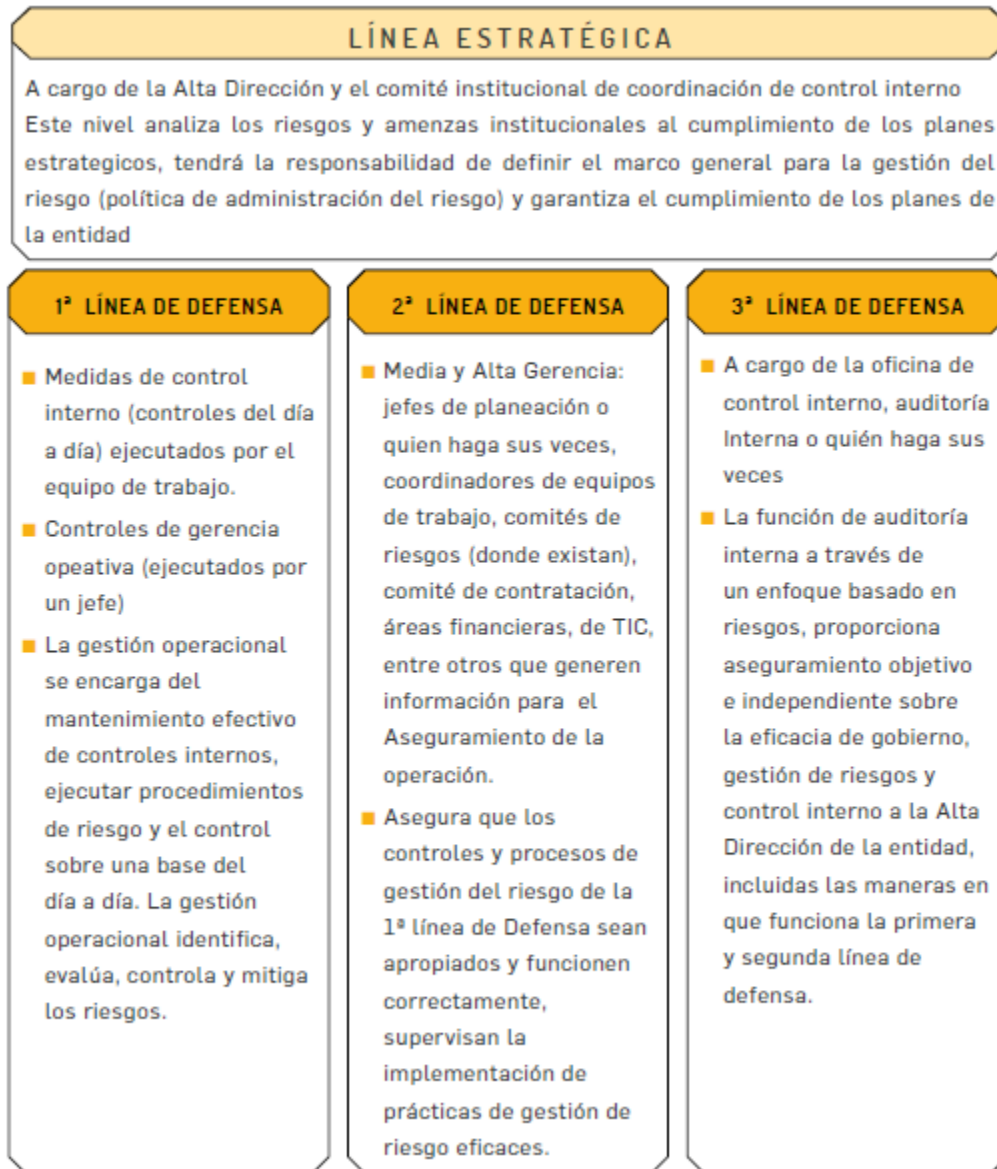 LÍNEA ESTRATÉGICA
A cargo de la Alta Dirección y el comité institucional de coordinación de control interno
Este nivel analiza los riesgos y amenzas institucionales al cumplimiento de los planes
estrategicos, tendrá la responsabilidad de definir el marco general para la gestión del
riesgo (política de administración del riesgo) y garantiza el cumplimiento de los planes de
la entidad
1ª LÍNEA DE DEFENSA
Medidas de control
interno (controles del día
a día) ejecutados por el
equipo de trabajo.
Controles de gerencia
opeativa (ejecutados por
un jefe)
La gestión operacional
se encarga del
mantenimiento efectivo
de controles internos,
ejecutar procedimientos
de riesgo y el control
sobre una base del
día a día. La gestión
operacional identifica,
evalúa, controla y mitiga
los riesgos.
2ª LÍNEA DE DEFENSA
Media y Alta Gerencia:
jefes de planeación o
quien haga sus veces,
coordinadores de equipos
de trabajo, comités de
riesgos (donde existan),
comité de contratación,
áreas financieras, de TIC,
entre otros que generen
información para el
Aseguramiento de la
operación.
Asegura que los
controles y procesos de
gestión del riesgo de la
1ª línea de Defensa sean
apropiados y funcionen
correctamente,
supervisan la
implementación de
prácticas de gestión de
riesgo eficaces.
3ª LÍNEA DE DEFENSA
A cargo de la oficina de
control interno, auditoría
Interna o quién haga sus
veces
La función de auditoría
interna a través de
un enfoque basado en
riesgos, proporciona
aseguramiento objetivo
e independiente sobre
la eficacia de gobierno,
gestión de riesgos y
control interno a la Alta
Dirección de la entidad,
incluidas las maneras en
que funciona la primera
y segunda línea de
defensa.